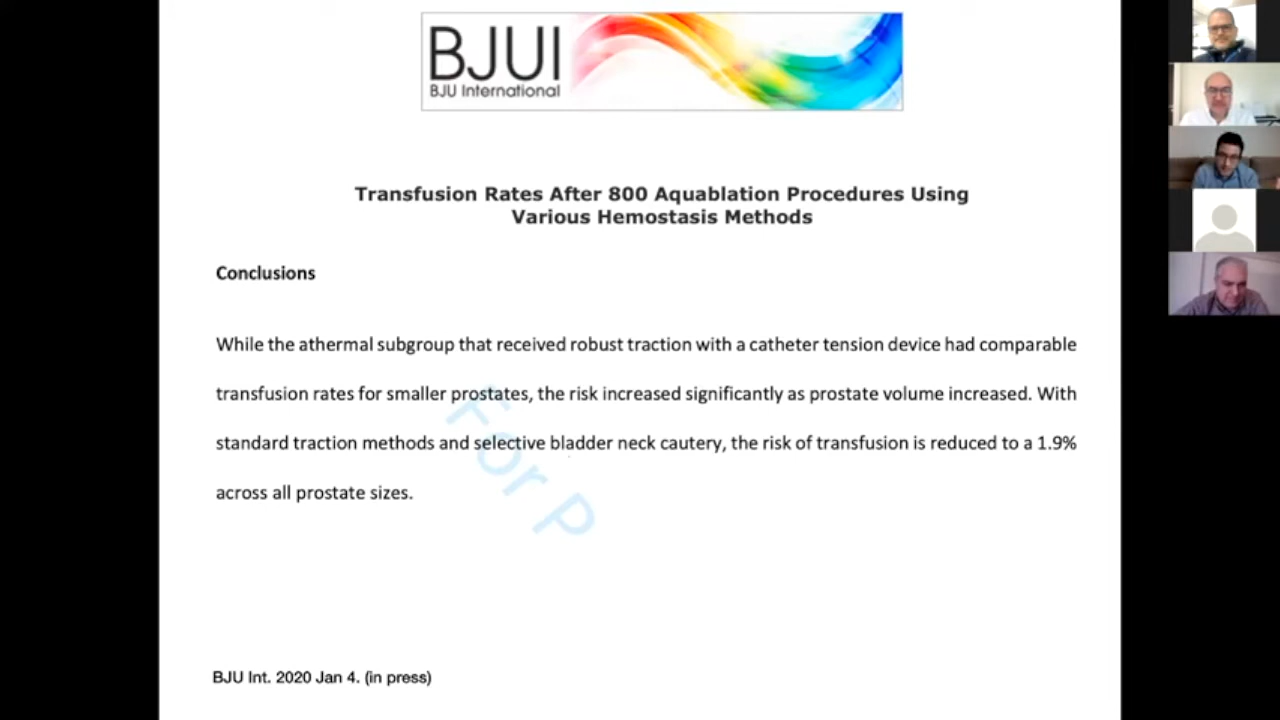 BJUI
BJU International
Transfusion Rates After 800 Aquablation Procedures Using
Various Hemostasis Methods
Conclusions
While the athermal subgroup that received robust traction with a catheter tension device had comparable
transfusion rates for smaller prostates, the risk increased significantly as prostate volume increased. With
standard traction methods and selective bladder neck cautery, the risk of transfusion is reduced to a 1.9%
across all prostate sizes.
For P
BJU Int. 2020 Jan 4. (in press)